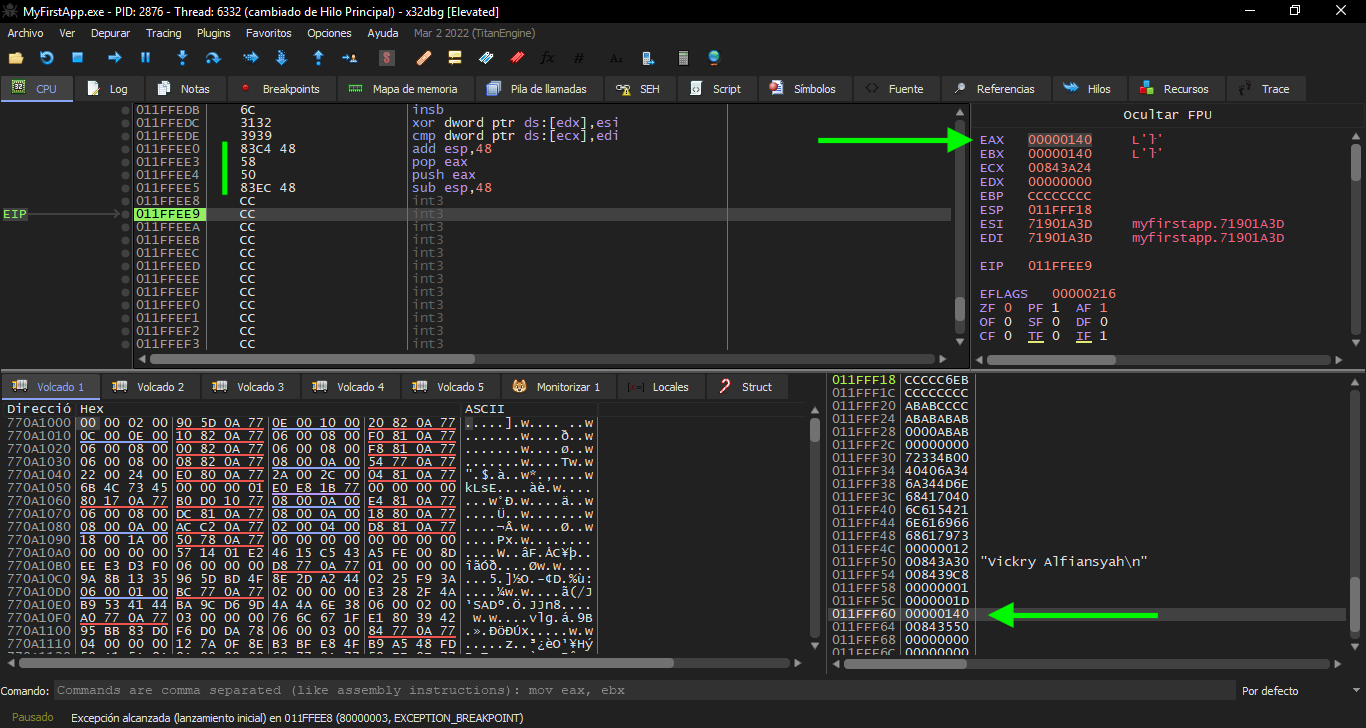 MyFirstApp.exe - PID: 2876 - Thread: 6332 (cambiado de Hilo Principal) - x32dbg [Elevated]
Archivo Ver Depurar Tracing Plugins Favoritos Opciones Ayuda Mar 2 2022 (TitanEngine)
CPU Log Notas Breakpoints Mapa de memoria Pila de llamadas SEH Script Símbolos Fuente Referencias Hilos Recursos Trace
011FFEDB 6C insb
011FFEDC 3132 xor dword ptr ds:[edx],esi
011FFEDE 3939 cmp dword ptr ds:[ecx],edi
011FFEE0 83C4 48 add esp,48
011FFEE3 58 pop eax
011FFEE4 50 push eax
011FFEE5 83EC 48 sub esp,48
011FFEE8 CC int3
EIP 011FFEE9 CC int3
011FFEEA CC int3
011FFEEB CC int3
011FFEEC CC int3
011FFEED CC int3
011FFEEE CC int3
011FFEEF CC int3
011FFEF0 CC int3
011FFEF1 CC int3
011FFEF2 CC int3
011FFEF3 CC int3
Ocultar FPU
EAX 00000140
EBX 00000140
ECX 00843A24
EDX 00000000
EBP CCCCCCCC
ESP 011FFF18
ESI 71901A3D myfirstapp.71901A3D
EDI 71901A3D myfirstapp.71901A3D
EIP 011FFEE9
EFLAGS 00000216
ZF 0 PF 1 AF 1
OF 0 SF 0 DF 0
CF 0 TF 0 IF 1
Volcado 1 Volcado 2 Volcado 3 Volcado 4 Volcado 5 Monitorizar 1 Locales Struct
Direcció Hex ASCII
770A1000 00 00 02 00 90 5D 0A 77 0E 00 10 00 20 82 0A 77
770A1010 0C 00 0E 00 10 82 0A 77 06 00 08 00 F0 81 0A 77
770A1020 06 00 08 00 00 82 0A 77 06 00 08 00 F8 81 0A 77
770A1030 06 00 08 00 08 82 0A 77 08 00 0A 00 54 77 0A 77
770A1040 22 00 24 00 E0 80 0A 77 2A 00 2C 00 04 81 0A 77
770A1050 6B 4C 73 45 00 00 00 01 E0 E8 1B 77
770A1060 80 17 0A 77 B0 D0 10 77 08 00 0A 00 E4 81 0A 77
770A1070 06 00 08 00 DC 81 0A 77 08 00 0A 00 18 80 0A 77
770A1080 08 00 0A 00 AC C2 0A 77 02 00 04 00 D8 81 0A 77
770A1090 18 00 1A 00 50 78 0A 77 00 00 00 00 00 00 00 00
770A10A0 00 00 00 00 57 14 01 E2 46 15 C5 43 A5 FE 00 8D
770A10B0 EE E3 D3 F0 06 00 00 00 D8 77 0A 77 01 00 00 00
770A10C0 9A 8B 13 35 96 5D BD 4F 8E 2D A2 44 02 25 F9 3A
770A10D0 06 00 01 00 BC 77 0A 77 02 00 00 00 E3 28 2F 4A
770A10E0 B9 53 41 44 BA 9C D6 9D 4A 4A 6E 38 06 00 02 00
770A10F0 A0 77 0A 77 03 00 00 00 76 6C 67 1F E1 80 39 42
770A1100 95 BB 83 D0 F6 D0 DA 78 06 00 03 00 84 77 0A 77
770A1110 04 00 00 00 12 7A 0F 8E B3 BF E8 4F B9 A5 48 FD
011FFF18 CCCCC6EB
011FFF1C CCCCCCCC
011FFF20 ABABCCCC
011FFF24 ABABABAB
011FFF28 0000ABAB
011FFF2C 00000000
011FFF30 72334B00
011FFF34 40406A34
011FFF38 6A344D6E
011FFF3C 68417040
011FFF40 6C615421
011FFF44 6E616966
011FFF48 68617973
011FFF4C 00000012
011FFF50 00843A30 "Vickry Alfiansyah\n"
011FFF54 008439C8
011FFF58 00000001
011FFF5C 0000001D
011FFF60 00000140
011FFF64 00843550
011FFF68 00000000
011FFF6C 00000000
Comando: Commands are comma separated (like assembly instructions): mov eax, ebx Por defecto
Pausado Excepción alcanzada (lanzamiento inicial) en 011FFEE8 (80000003, EXCEPTION_BREAKPOINT)